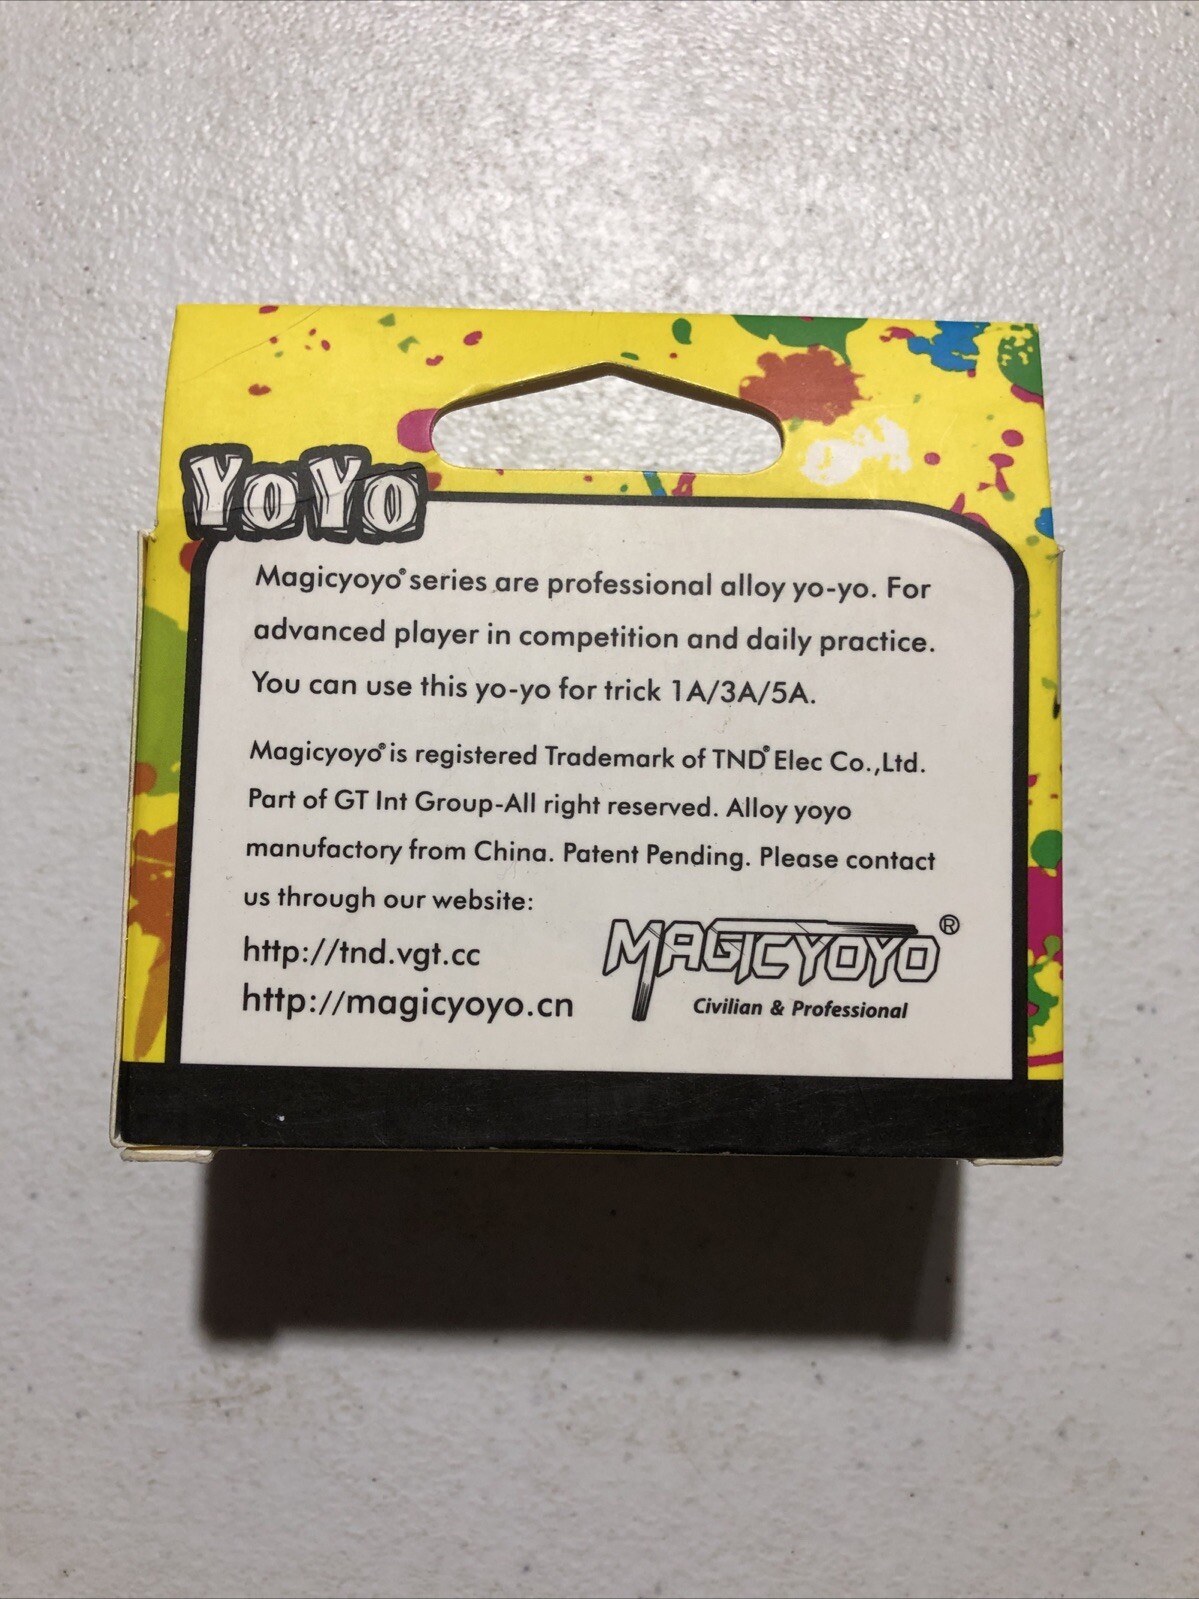 YoYo
Magicyoyo® series are professional alloy yo-yo. For
advanced player in competition and daily practice.
You can use this yo-yo for trick 1A/3A/5A.
Magicyoyo® is registered Trademark of TND® Elec Co.,Ltd.
Part of GT Int Group-All right reserved. Alloy yoyo
manufactory from China. Patent Pending. Please contact
us through our website:
http://tnd.vgt.cc
http://magicyoyo.cn
MAGICYOYO®
Civilian & Professional